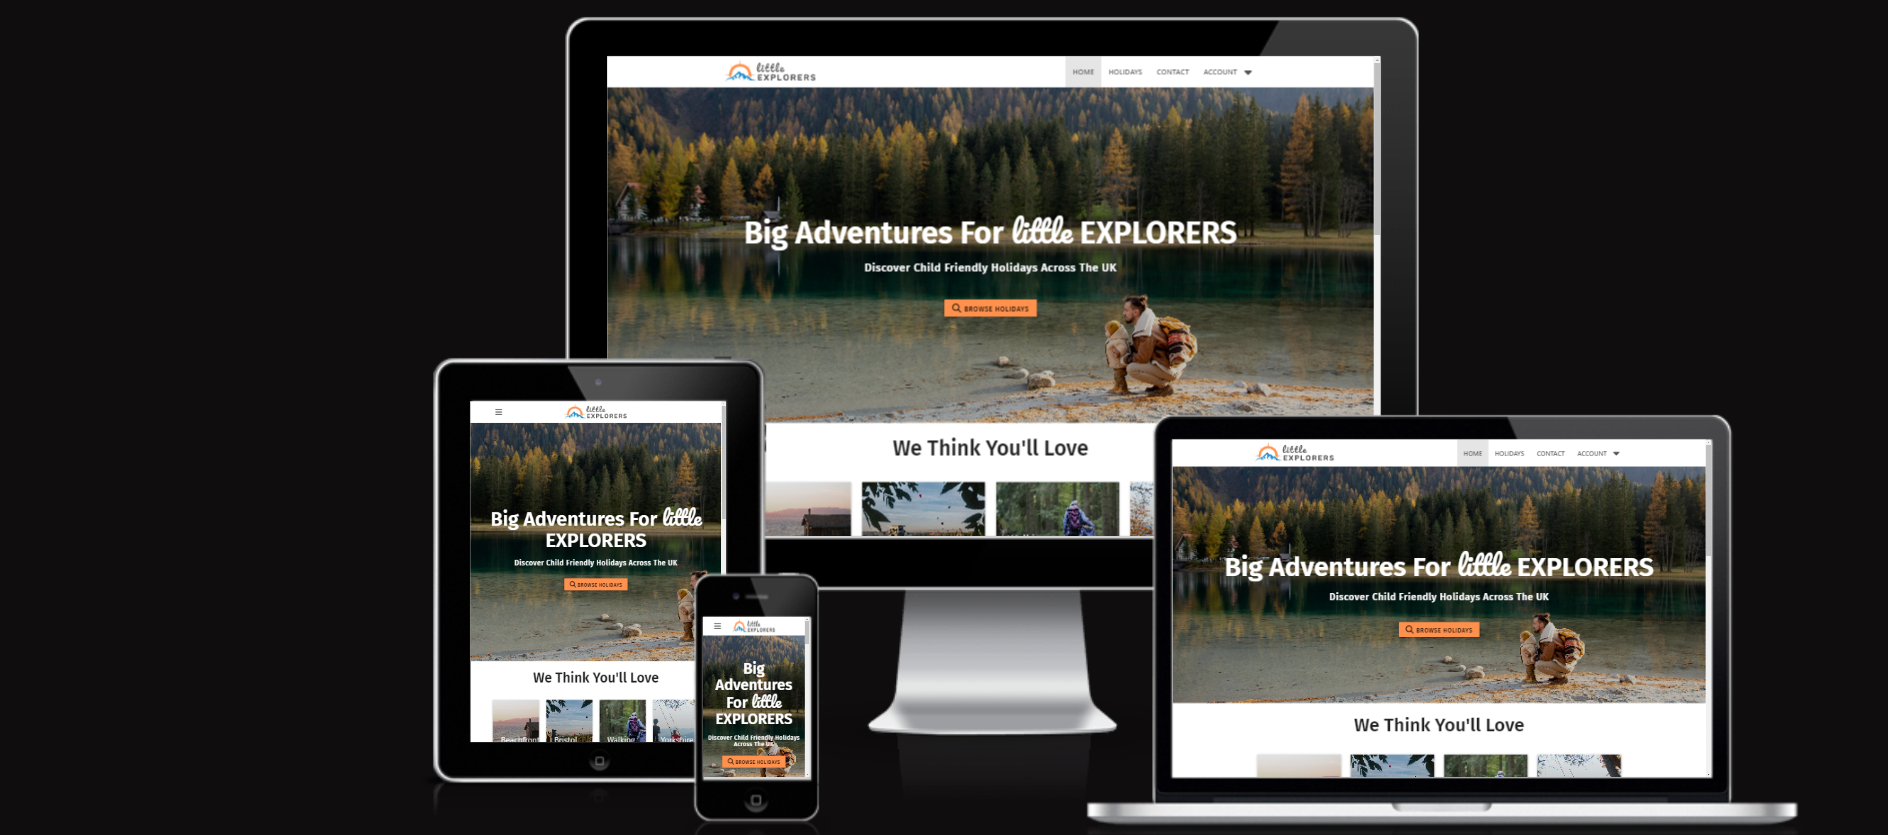 little
EXPLORERS
HOME HOLIDAYS CONTACT ACCOUNT
Big Adventures For little EXPLORERS
Discover Child Friendly Holidays Across The UK
BROWSE HOLIDAYS
We Think You'll Love
little
EXPLORERS
Big Adventures For little
EXPLORERS
Discover Child Friendly Holidays Across The UK
BROWSE HOLIDAYS
We Think You'll Love
Beachfront Bristol Walking Yorkshire
little
EXPLORERS
Big
Adventures
For little
EXPLORERS
Discover Child Friendly Holidays
Across The UK
BROWSE HOLIDAYS
little
EXPLORERS
HOME HOLIDAYS CONTACT ACCOUNT
Big Adventures For little EXPLORERS
Discover Child Friendly Holidays Across The UK
BROWSE HOLIDAYS
We Think You'll Love